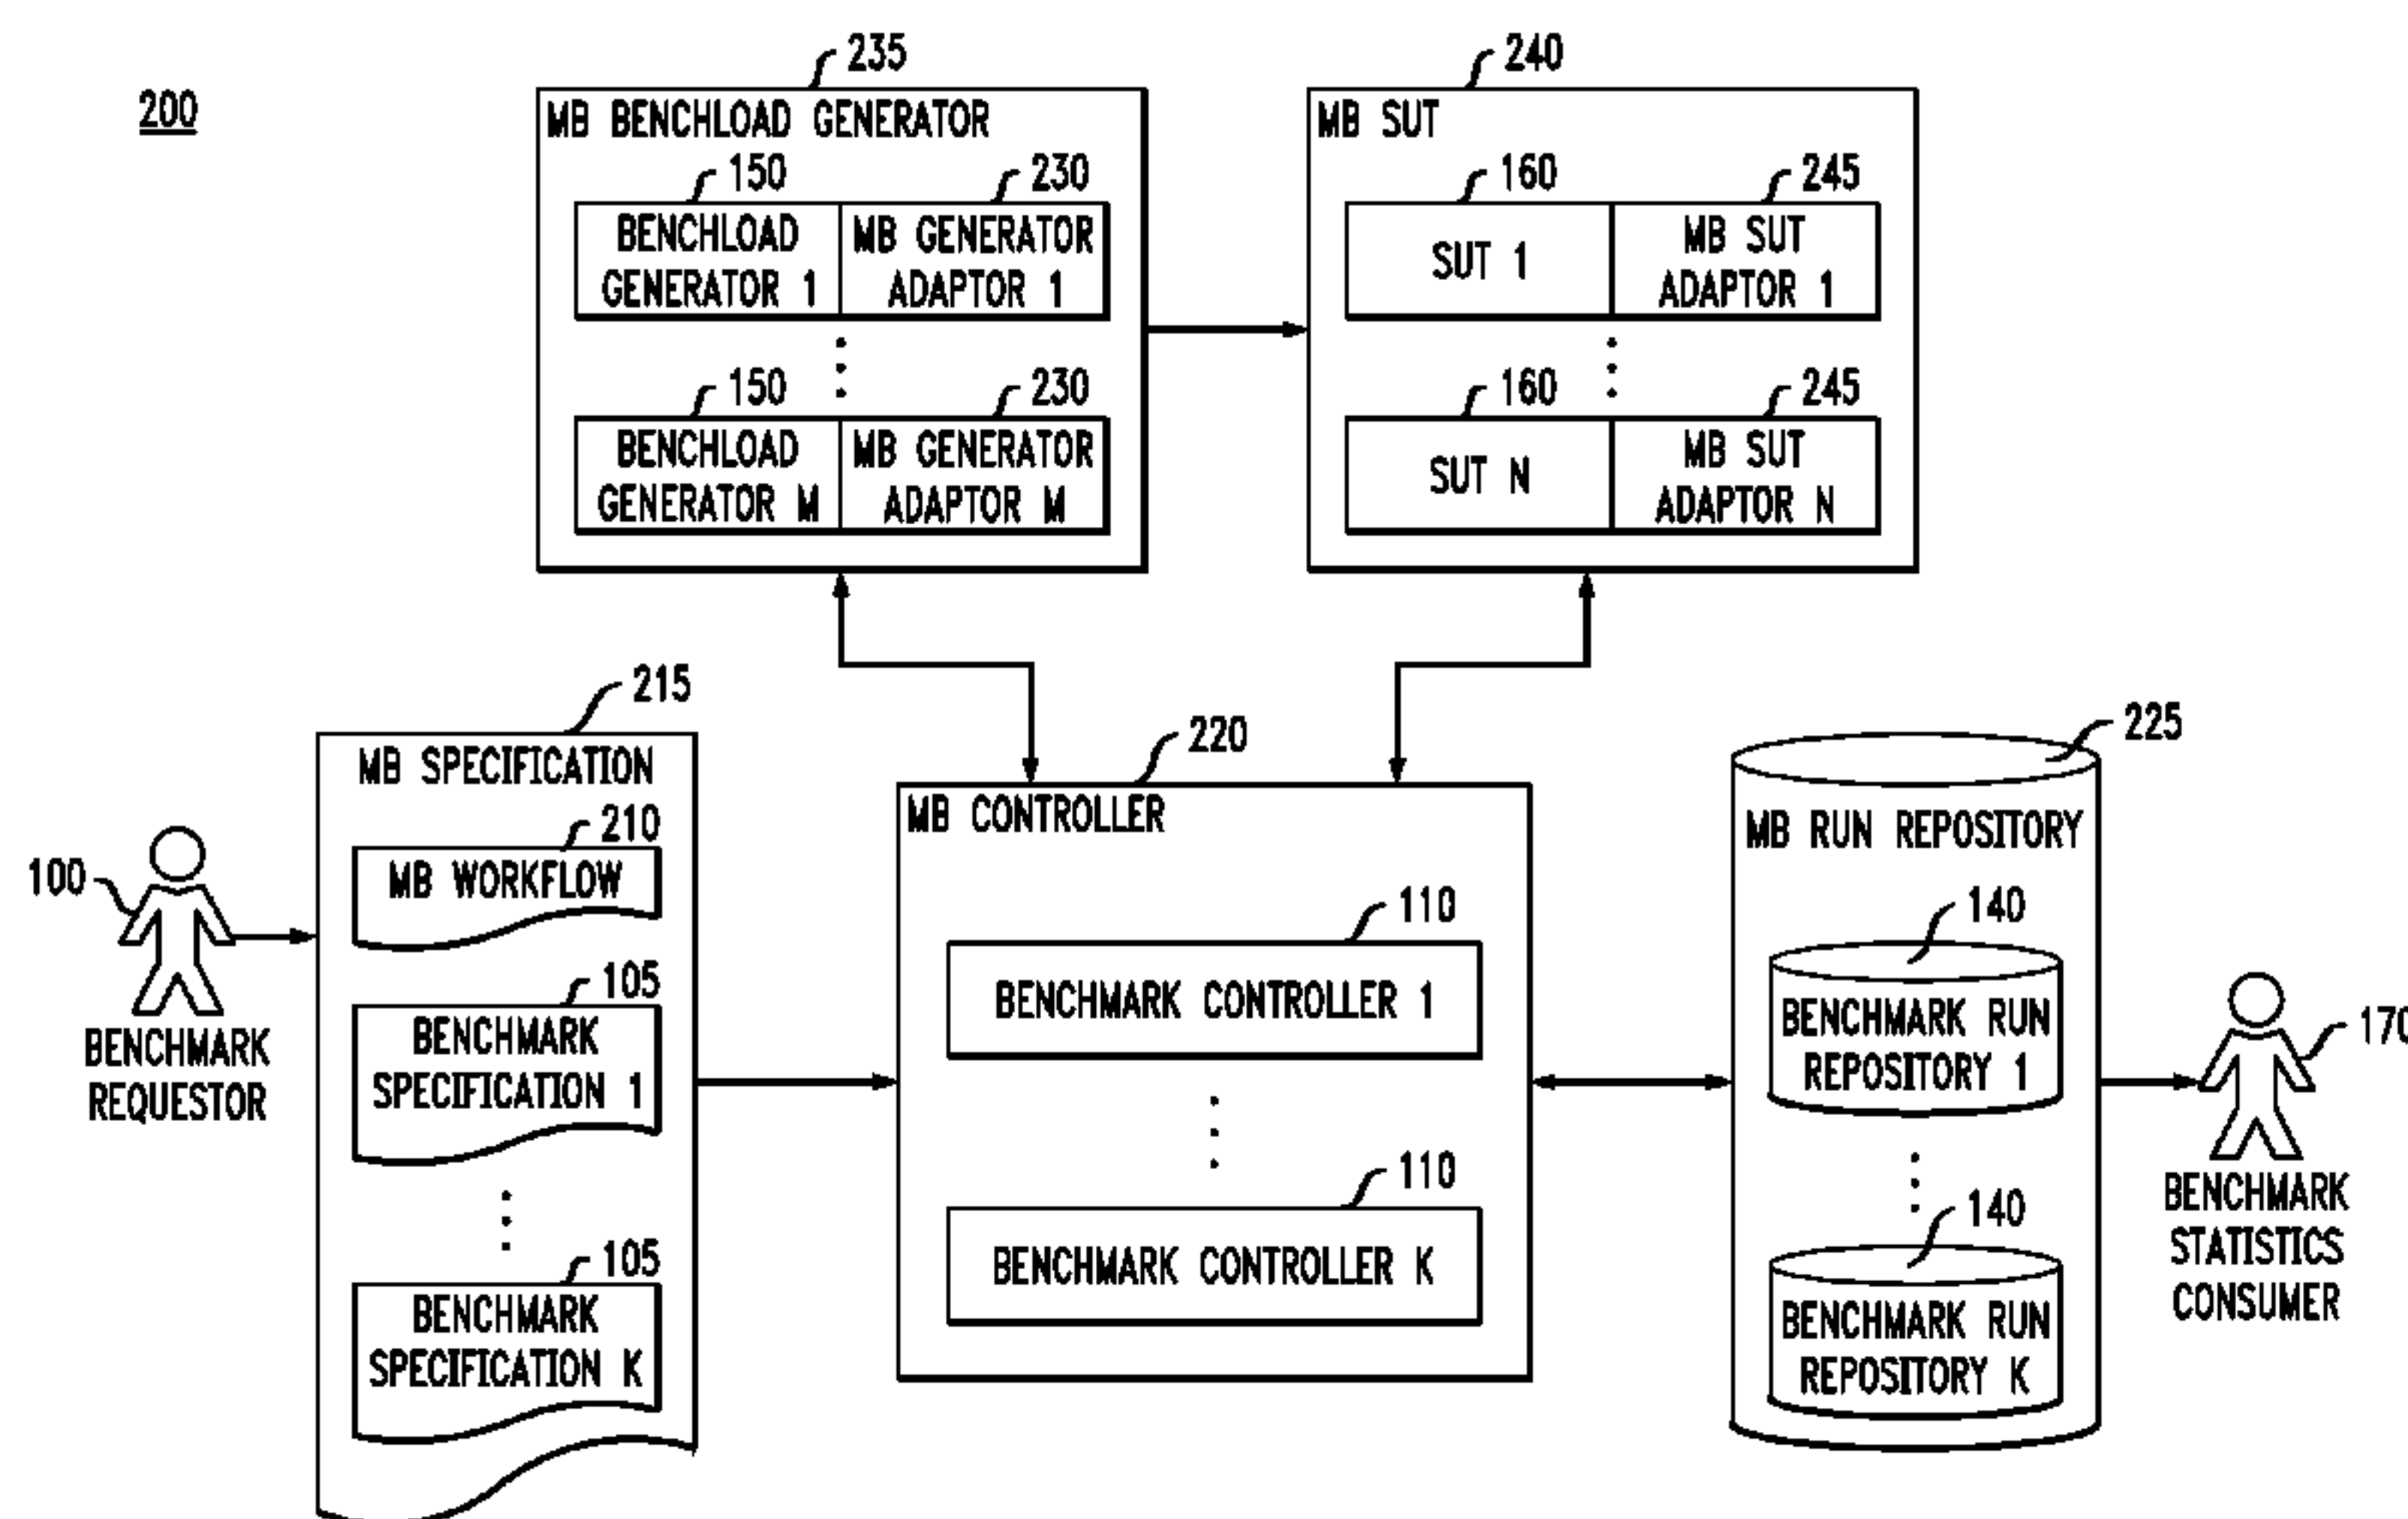 200
235
MB BENCHLOAD GENERATOR
150
230
BENCHLOAD
GENERATOR 1
MB GENERATOR
ADAPTOR 1
150
230
BENCHLOAD
GENERATOR M
MB GENERATOR
ADAPTOR M
240
MB SUT
160
245
SUT 1
MB SUT
ADAPTOR 1
160
245
SUT N
MB SUT
ADAPTOR N
100
BENCHMARK
REQUESTOR
215
MB SPECIFICATION
210
MB WORKFLOW
105
BENCHMARK
SPECIFICATION 1
105
BENCHMARK
SPECIFICATION K
220
MB CONTROLLER
110
BENCHMARK CONTROLLER 1
110
BENCHMARK CONTROLLER K
225
MB RUN REPOSITORY
140
BENCHMARK RUN
REPOSITORY 1
140
BENCHMARK RUN
REPOSITORY K
170
BENCHMARK
STATISTICS
CONSUMER